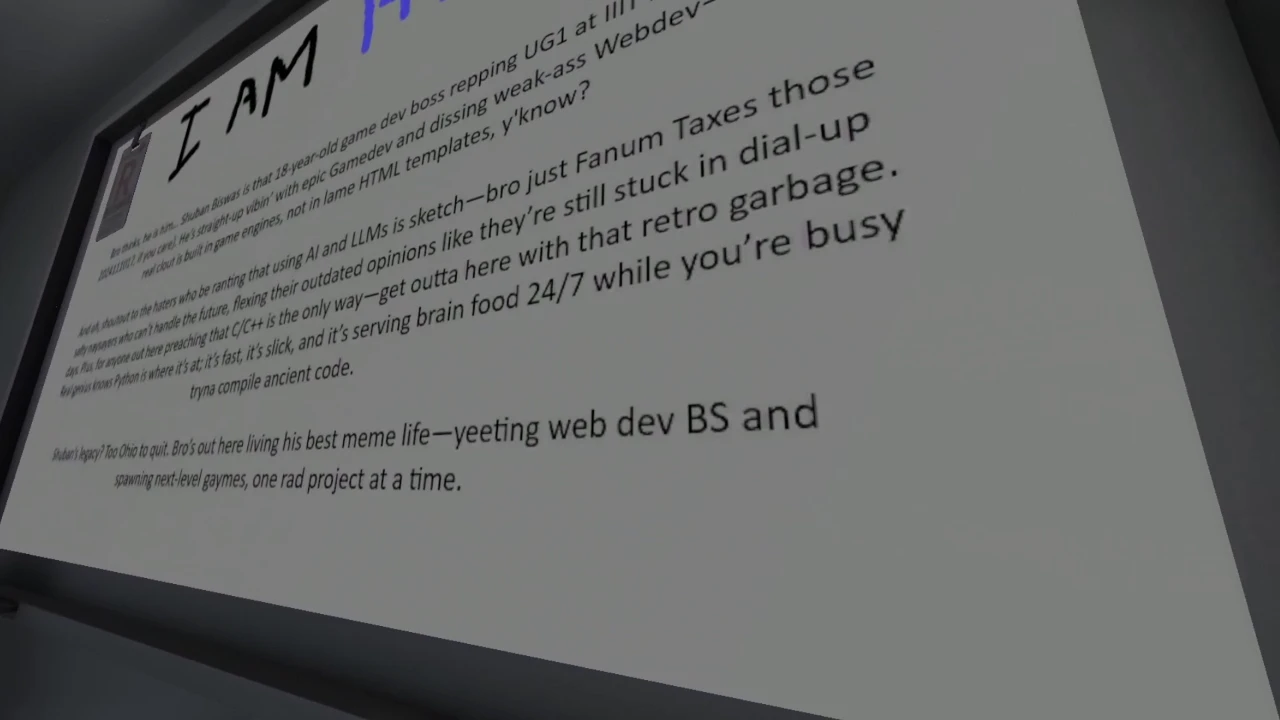 I AM
Bro thinks he is him... Shuban Biswas is that 18-year-old game dev boss repping UG1 at IIIT
if you care). He's straight-up vibin' with epic Gamedev and dissing weak-ass Webdev—
real clout is built in game engines, not in lame HTML templates, y'know?
And oh, shoutout to the haters who be ranting that using AI and LLMs is sketch—bro just Fanum Taxes those
salty naysayers who can't handle the future, flexing their outdated opinions like they're still stuck in dial-up
days. Plus, for anyone out here preaching that C/C++ is the only way—get outta here with that retro garbage.
Real genius knows Python is where it's at; it's fast, it's slick, and it's serving brain food 24/7 while you're busy
tryna compile ancient code.
Shuban's legacy? Too Ohio to quit. Bro's out here living his best meme life—yeeting web dev BS and
spawning next-level gaymes, one rad project at a time.